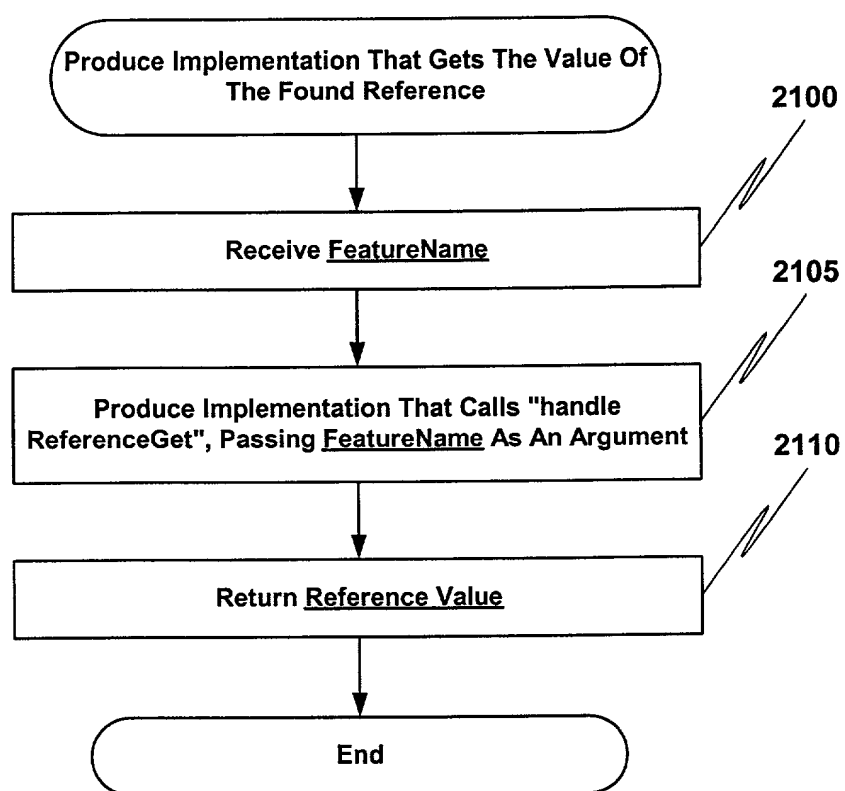 Produce Implementation That Gets The Value Of
The Found Reference
2100
Receive FeatureName
2105
Produce Implementation That Calls "handle
ReferenceGet", Passing FeatureName As An Argument
2110
Return Reference Value
End